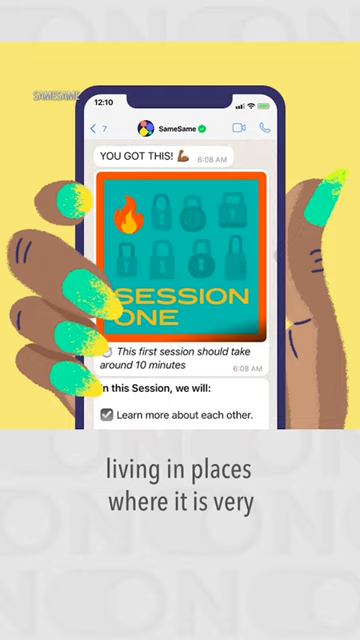 SAMESAME
12:10
7
SameSame
YOU GOT THIS! 💪🏾
6:08 AM
SESSION
ONE
This first session should take
around 10 minutes
6:08 AM
In this Session, we will:
Learn more about each other.
living in places
where it is very